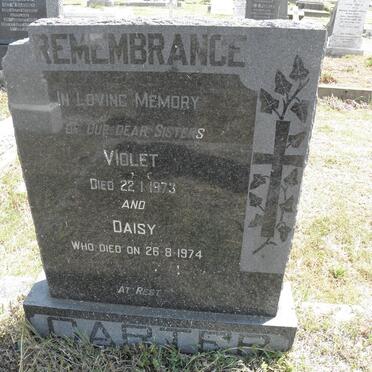 REMEMBRANCE
IN LOVING MEMORY
OF OUR DEAR SISTERS
VIOLET
DIED 22·1·1973
AND
DAISY
WHO DIED ON 26·8·1974
AT REST
CARTER